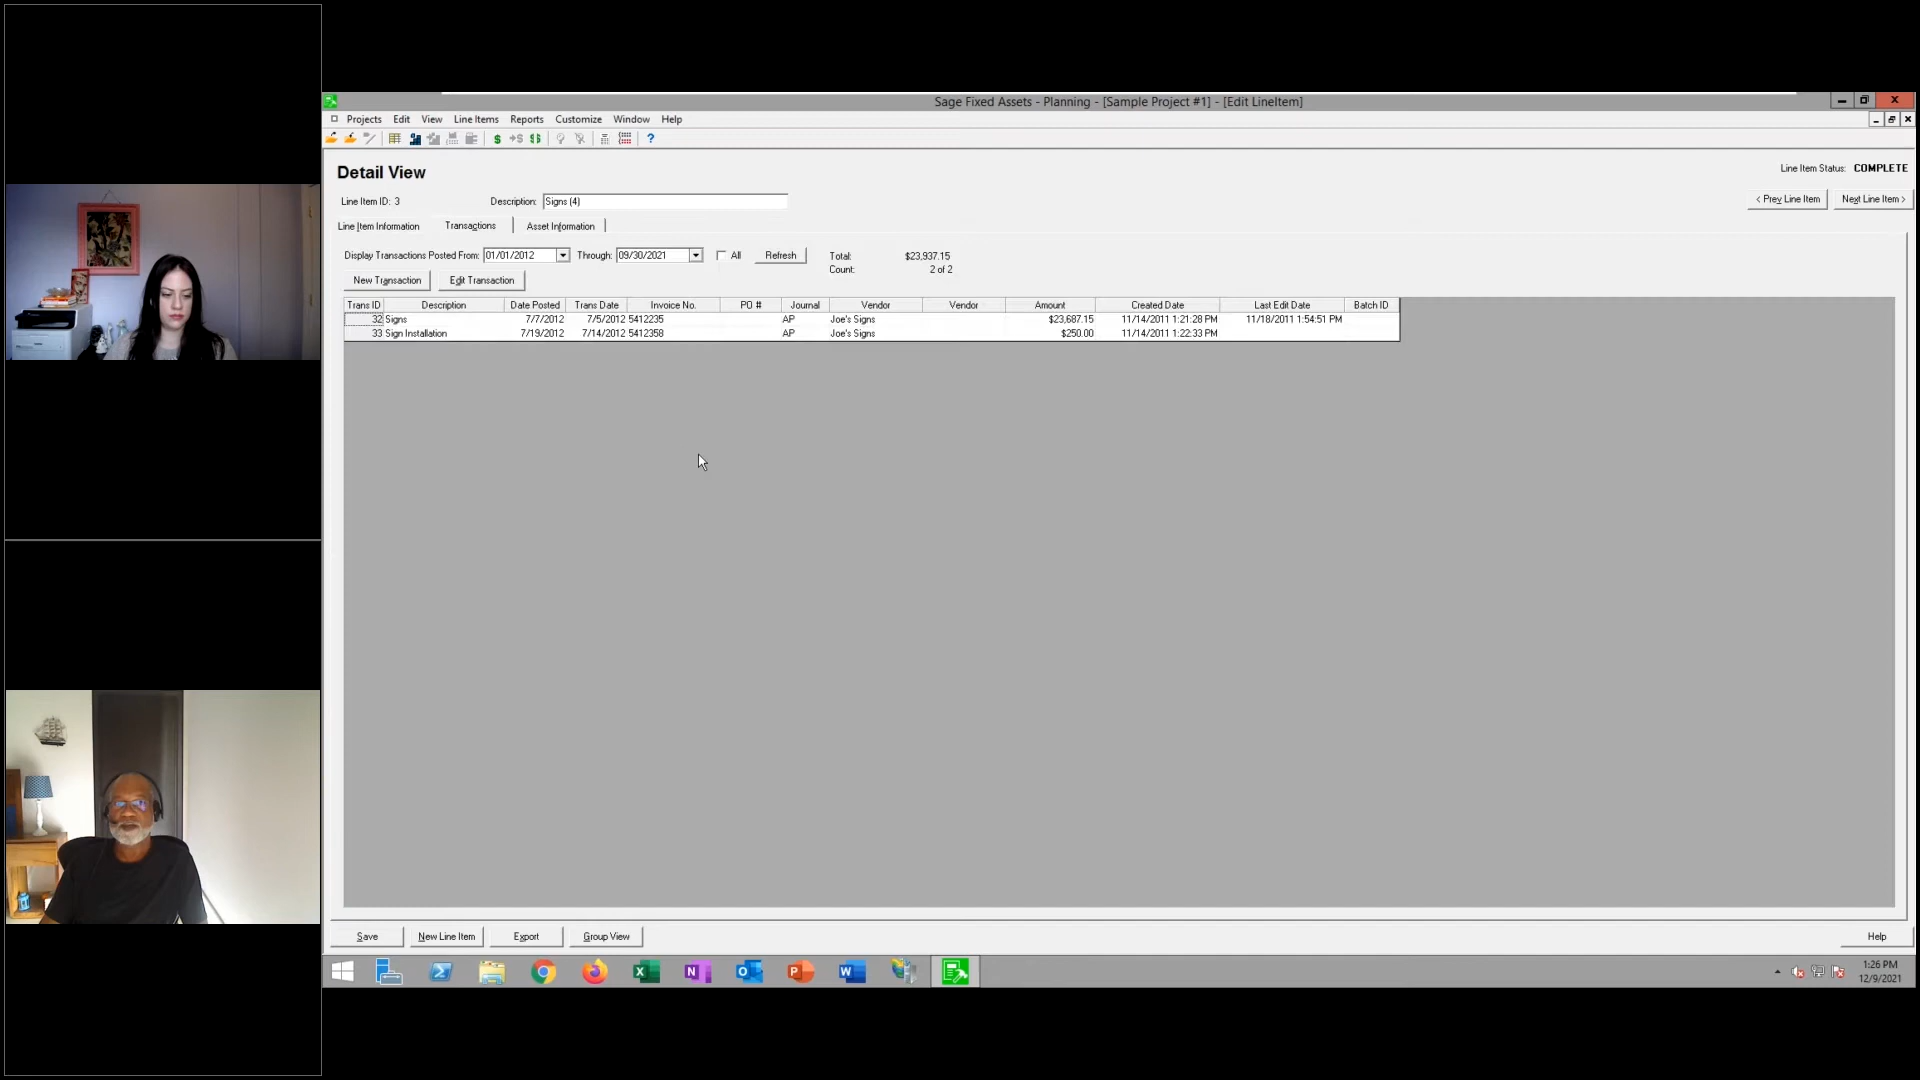 Sage Fixed Assets - Planning - [Sample Project #1] - [Edit LineItem]
Projects Edit View Line Items Reports Customize Window Help
Detail View
Line Item Status: COMPLETE
Line Item ID: 3 Description: Signs (4) < Prev Line Item Next Line Item >
Line Item Information Transactions Asset Information
Display Transactions Posted From: 01/01/2012 Through: 09/30/2021 All Refresh Total: $23,937.15
Count: 2 of 2
New Transaction Edit Transaction
Trans ID Description Date Posted Trans Date Invoice No. PO # Journal Vendor Vendor Amount Created Date Last Edit Date Batch ID
32 Signs 7/7/2012 7/5/2012 5412235 AP Joe's Signs $23,687.15 11/14/2011 1:21:28 PM 11/18/2011 1:54:51 PM
33 Sign Installation 7/19/2012 7/14/2012 5412358 AP Joe's Signs $250.00 11/14/2011 1:22:33 PM
Save New Line Item Export Group View Help
1:26 PM
12/9/2021